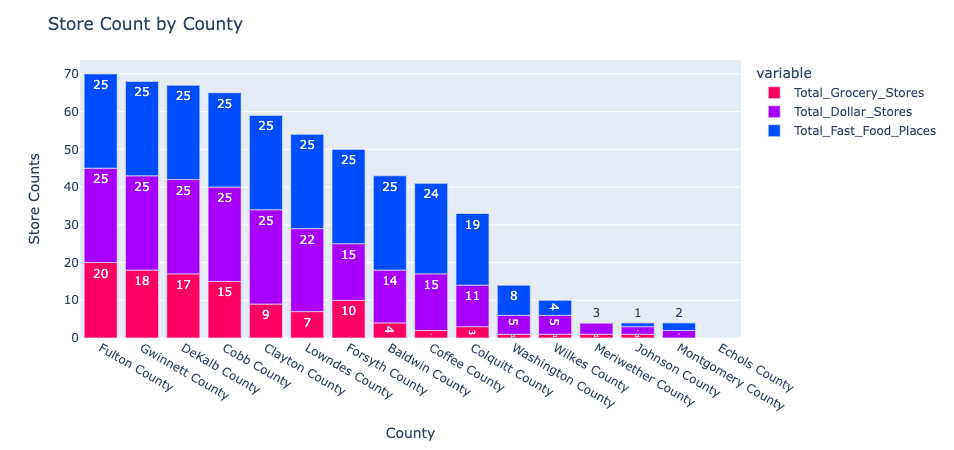 Store Count by County
variable
Total_Grocery_Stores
Total_Dollar_Stores
Total_Fast_Food_Places
Store Counts
70
60
50
40
30
20
10
0
25 25 25 25 25 25 25 25 24 19 8 4 1 2
25 25 25 25 25 22 15 14 15 11 5 5 3
20 18 17 15 9 7 10 4 3
Fulton County
Gwinnett County
DeKalb County
Cobb County
Clayton County
Lowndes County
Forsyth County
Baldwin County
Coffee County
Colquitt County
Washington County
Wilkes County
Meriwether County
Johnson County
Montgomery County
Echols County
County